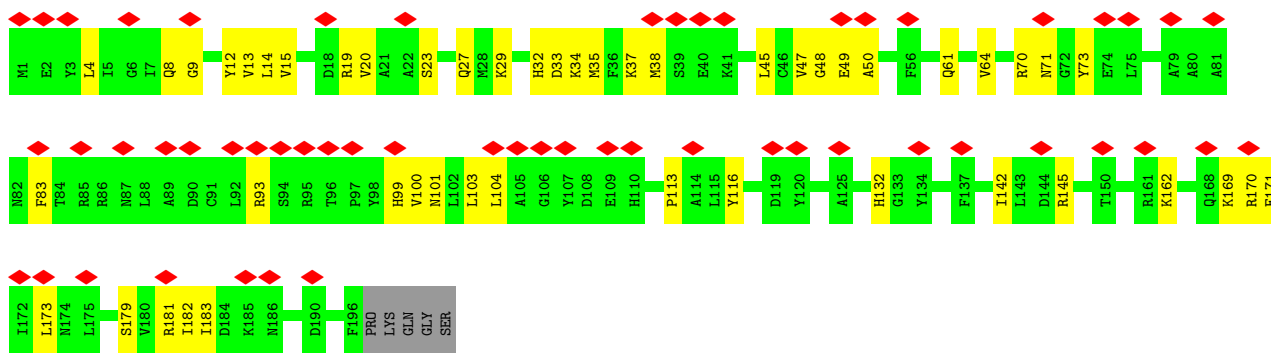 M1 E2 Y3 L4 I5 G6 I7 Q8 G9 Y12 V13 L14 V15 D18 R19 V20 A21 A22 S23 Q27 M28 K29 H32 D33 K34 M35 F36 K37 M38 S39 E40 K41 L45 C46 V47 G48 E49 A50 F56 Q61 V64 R70 N71 G72 Y73 E74 L75 A79 A80 A81
N82 F83 T84 R85 R86 N87 L88 A89 D90 C91 L92 R93 S94 R95 T96 P97 Y98 H99 V100 N101 L102 L103 L104 A105 G106 Y107 D108 E109 H110 P113 A114 L115 Y116 D119 Y120 A125 H132 G133 Y134 F137 I142 L143 D144 R145 T150 R161 K162 Q168 K169 R170 F171
I172 L173 N174 L175 S179 V180 R181 I182 I183 D184 K185 N186 D190 F196 PRO LYS GLN GLY SER